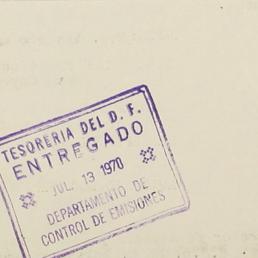 TESORERIA DEL D. F.
ENTREGADO
JUL. 13 1970
DEPARTAMENTO DE
CONTROL DE EMISIONES